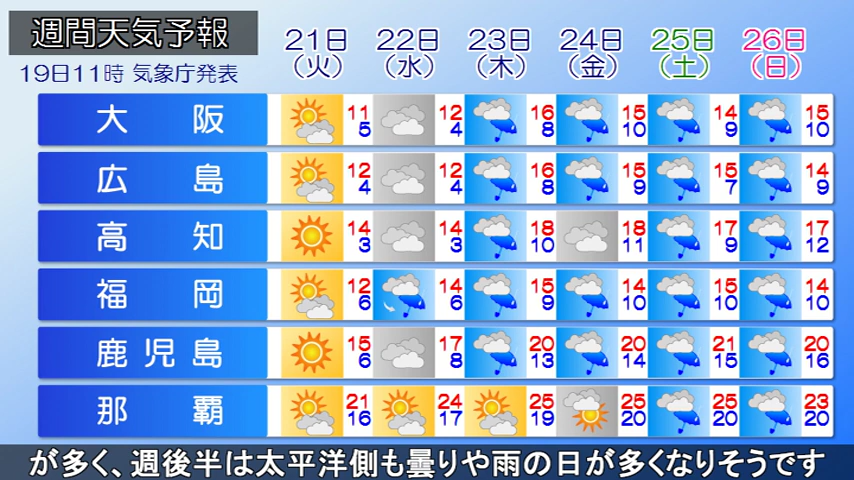 週間天気予報
19日11時 気象庁発表
21日 22日 23日 24日 25日 26日
(火) (水) (木) (金) (土) (日)
大阪 11 5 12 4 16 8 15 10 14 9 15 10
広島 12 4 12 4 16 8 15 9 15 7 14 9
高知 14 3 14 3 18 10 18 11 17 9 17 12
福岡 12 6 14 6 15 9 14 10 15 10 14 10
鹿児島 15 6 17 8 20 13 20 14 21 15 20 16
那覇 21 16 24 17 25 19 25 20 25 20 23 20
が多く、週後半は太平洋側も曇りや雨の日が多くなりそうです